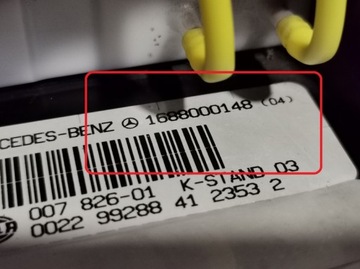 CEDES-BENZ 1688000148 (04)
007 826-01 K-STAND 03
0022 99288 41 2353 2